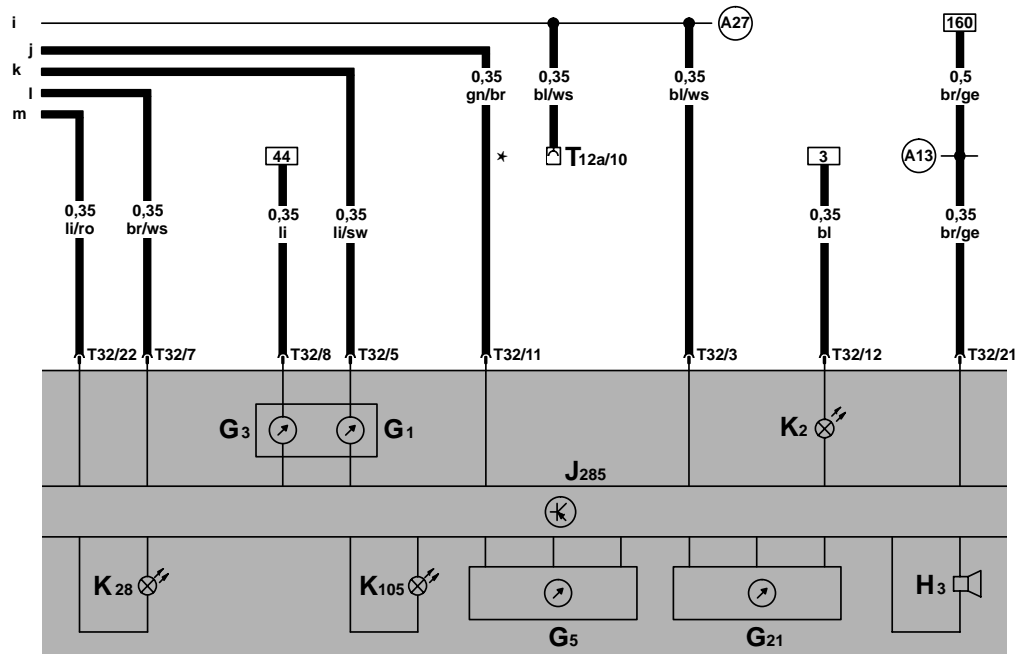 i
A27
160
j
k
l
m
0,35
gn/br
0,35
bl/ws
0,35
bl/ws
0,5
br/ge
*
T12a/10
44
3
A13
0,35
li/ro
0,35
br/ws
0,35
li
0,35
li/sw
0,35
bl
0,35
br/ge
T32/22
T32/7
T32/8
T32/5
T32/11
T32/3
T32/12
T32/21
G3
G1
K2
J285
K28
K105
H3
G5
G21